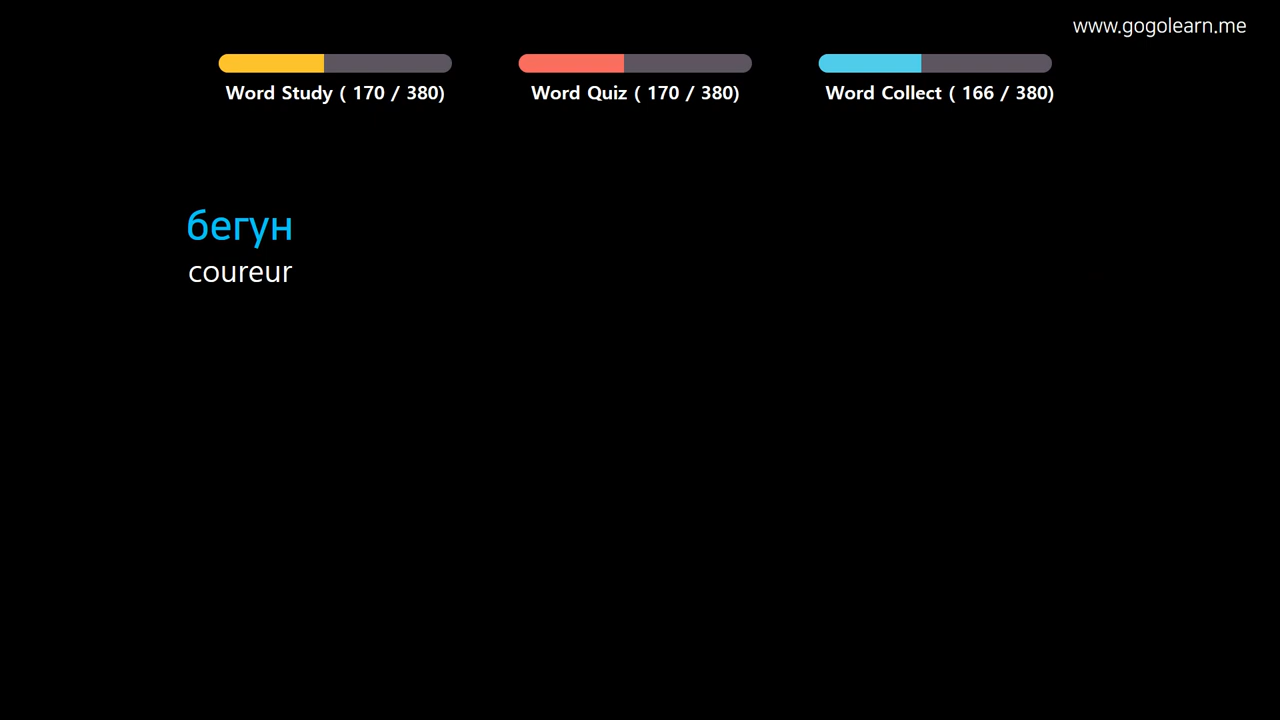 www.gogolearn.me
Word Study ( 170 / 380)
Word Quiz ( 170 / 380)
Word Collect ( 166 / 380)
бегун
coureur